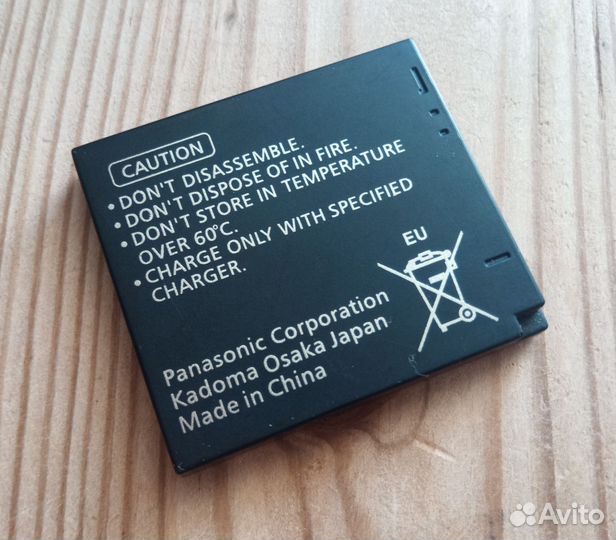 CAUTION
•DON'T DISASSEMBLE.
•DON'T DISPOSE OF IN FIRE.
•DON'T STORE IN TEMPERATURE
OVER 60°C.
•CHARGE ONLY WITH SPECIFIED
CHARGER.
EU
Panasonic Corporation
Kadoma Osaka Japan
Made in China
Avito